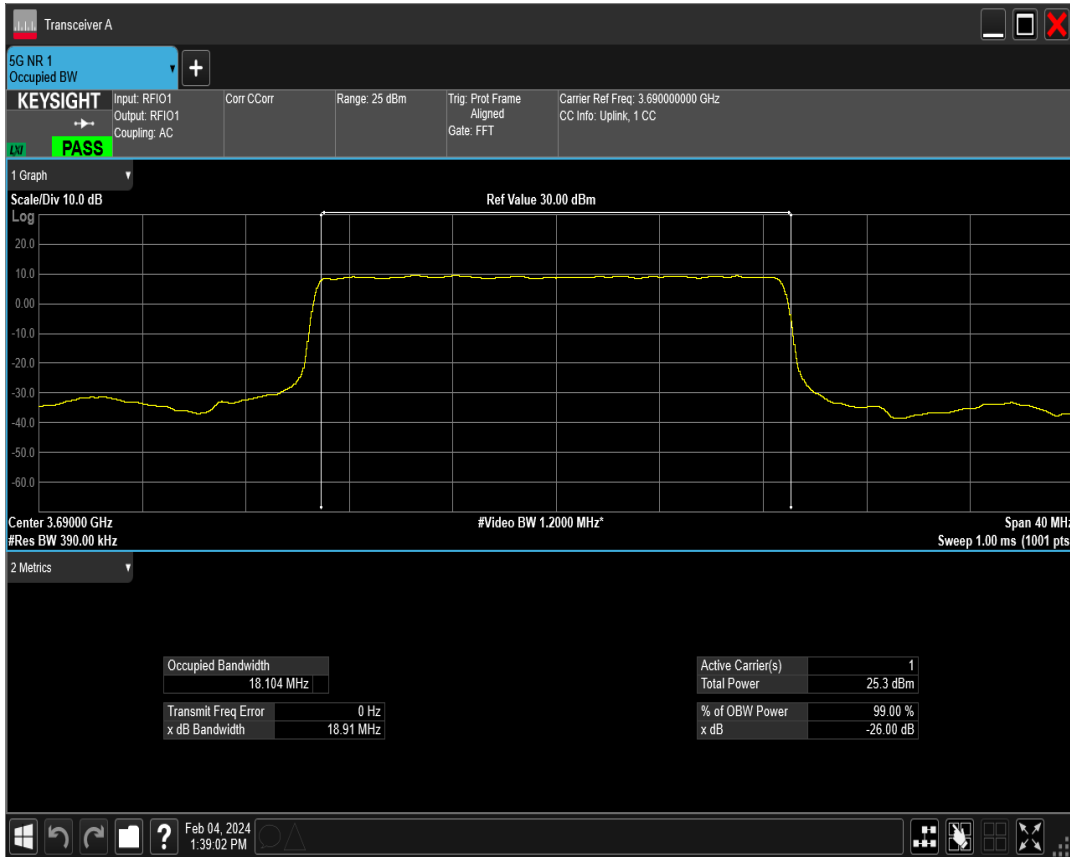 Transceiver A
5G NR 1
Occupied BW
+
KEYSIGHT
LXI
PASS
Input: RFIO1
Output: RFIO1
Coupling: AC
Corr CCorr
Range: 25 dBm
Trig: Prot Frame
Aligned
Gate: FFT
Carrier Ref Freq: 3.690000000 GHz
CC Info: Uplink, 1 CC
1 Graph
Scale/Div 10.0 dB
Ref Value 30.00 dBm
Log
20.0
10.0
0.00
-10.0
-20.0
-30.0
-40.0
-50.0
-60.0
Center 3.69000 GHz
#Video BW 1.2000 MHz*
Span 40 MHz
#Res BW 390.00 kHz
Sweep 1.00 ms (1001 pts
2 Metrics
Occupied Bandwidth
18.104 MHz
Transmit Freq Error 0 Hz
x dB Bandwidth 18.91 MHz
Active Carrier(s) 1
Total Power 25.3 dBm
% of OBW Power 99.00 %
x dB -26.00 dB
?
Feb 04, 2024
1:39:02 PM